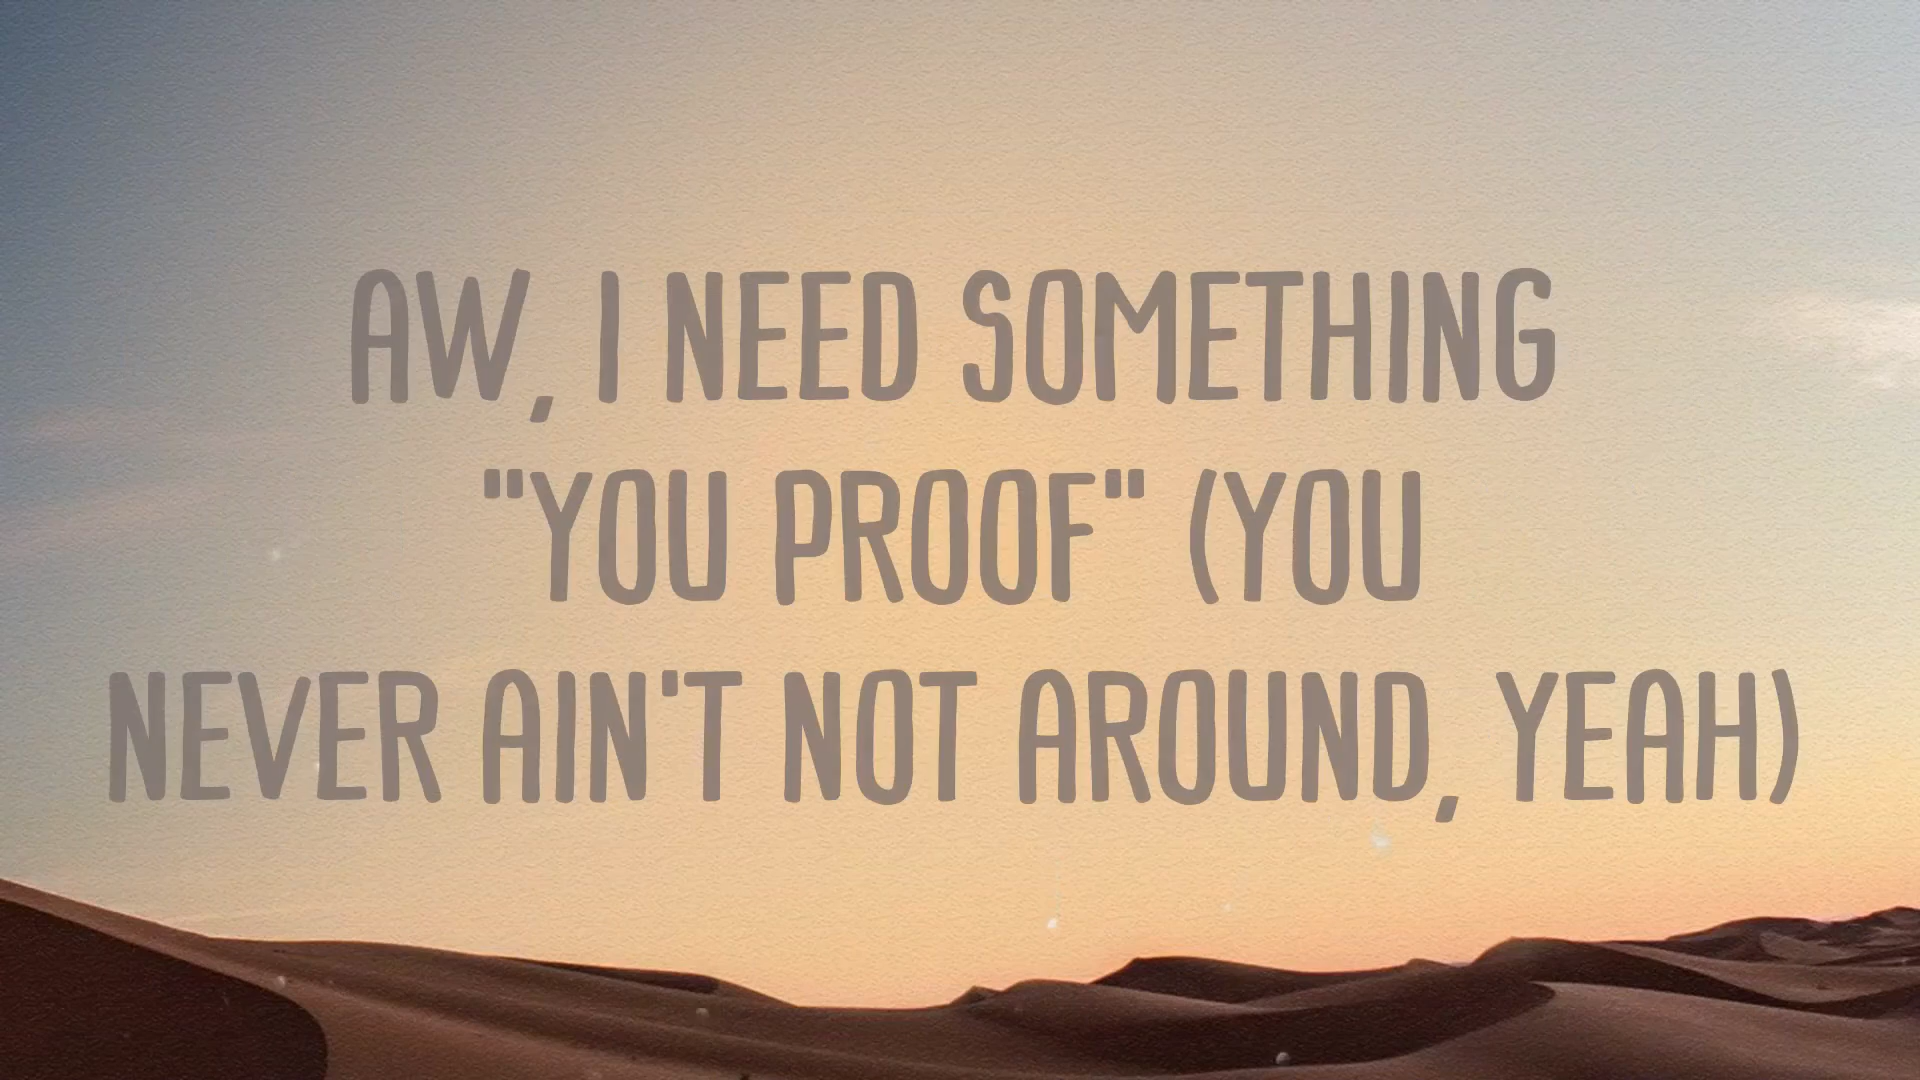 AW, I NEED SOMETHING
"YOU PROOF" (YOU
NEVER AIN'T NOT AROUND, YEAH)